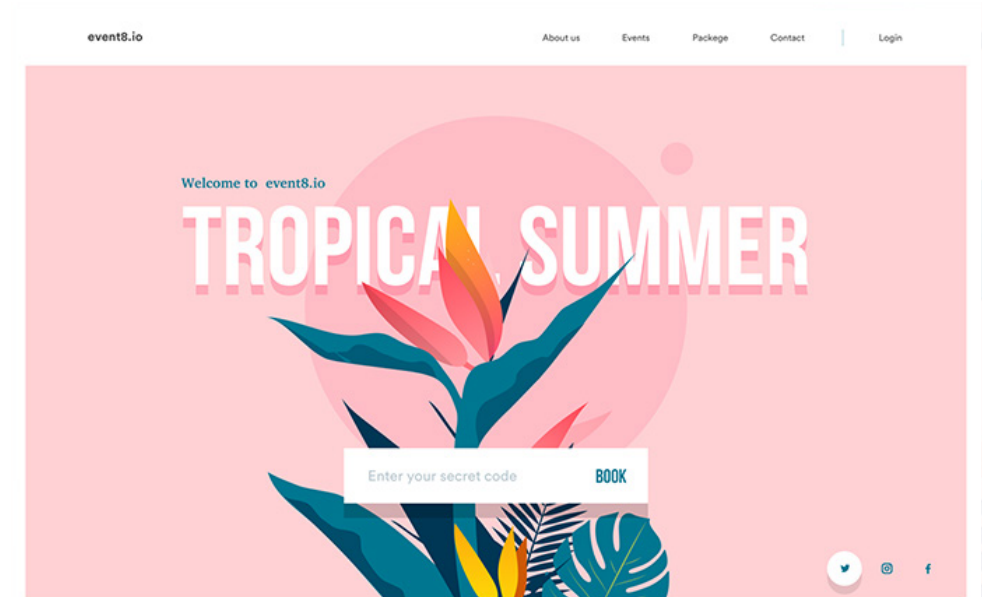 event8.io
About us Events Packege Contact Login
Welcome to event8.io
TROPICAL SUMMER
Enter your secret code BOOK